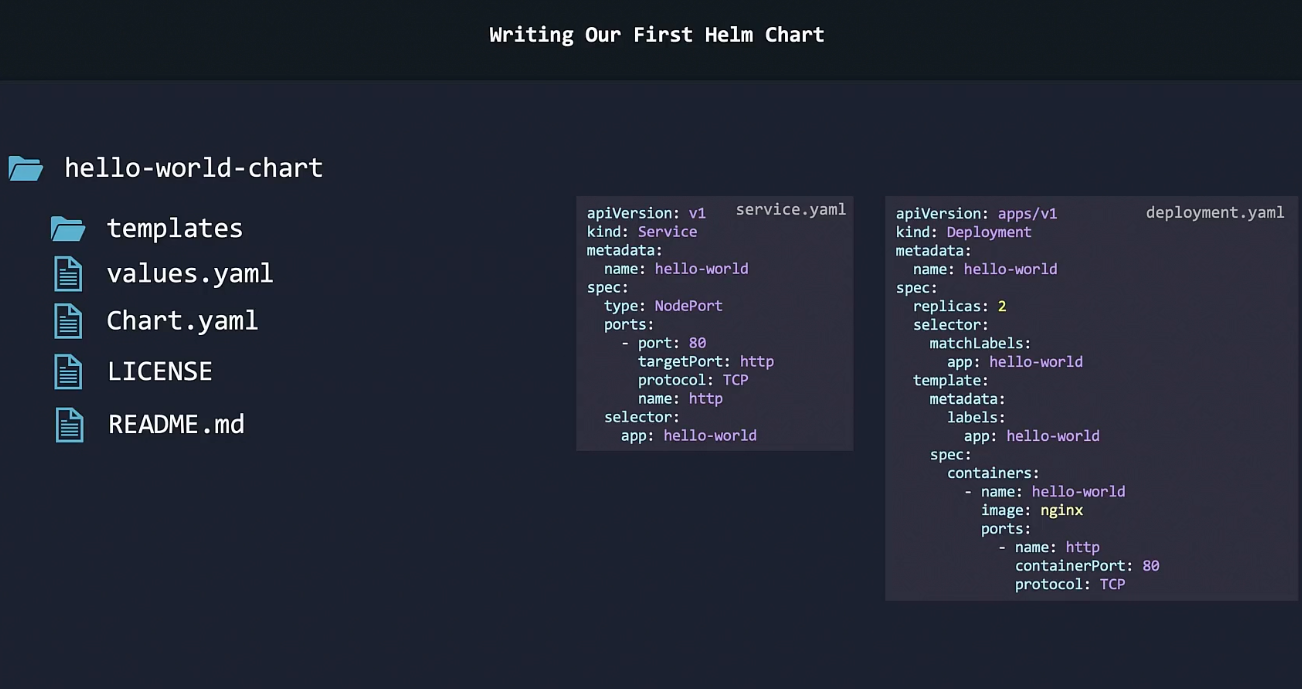 Writing Our First Helm Chart
hello-world-chart
templates
values.yaml
Chart.yaml
LICENSE
README.md
service.yaml
apiVersion: v1
kind: Service
metadata:
  name: hello-world
spec:
  type: NodePort
  ports:
    - port: 80
      targetPort: http
      protocol: TCP
      name: http
  selector:
    app: hello-world
deployment.yaml
apiVersion: apps/v1
kind: Deployment
metadata:
  name: hello-world
spec:
  replicas: 2
  selector:
    matchLabels:
      app: hello-world
  template:
    metadata:
      labels:
        app: hello-world
    spec:
      containers:
        - name: hello-world
          image: nginx
          ports:
            - name: http
              containerPort: 80
              protocol: TCP